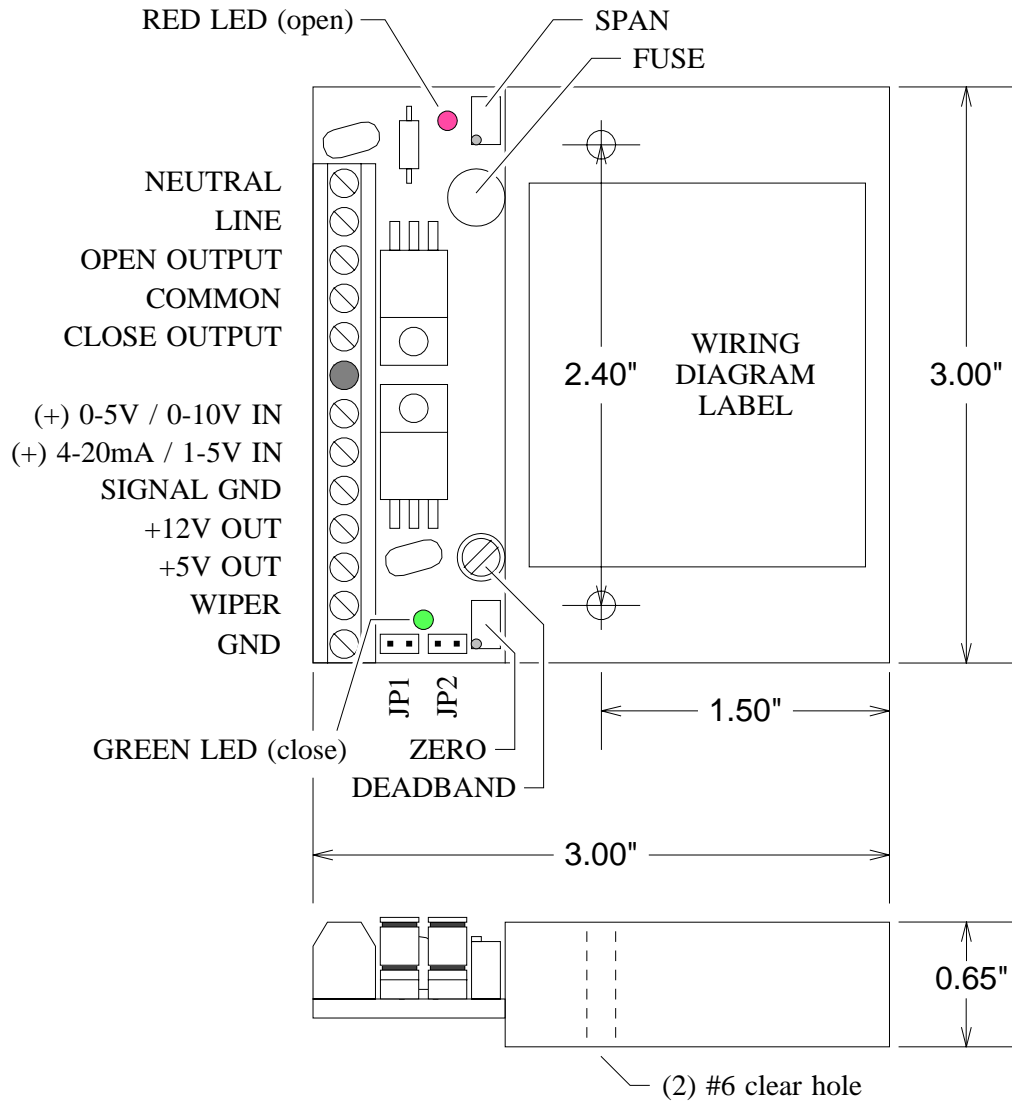 RED LED (open)
SPAN
FUSE
NEUTRAL
LINE
OPEN OUTPUT
COMMON
CLOSE OUTPUT
(+) 0-5V / 0-10V IN
(+) 4-20mA / 1-5V IN
SIGNAL GND
+12V OUT
+5V OUT
WIPER
GND
2.40"
WIRING
DIAGRAM
LABEL
3.00"
JP1
JP2
1.50"
GREEN LED (close)
ZERO
DEADBAND
3.00"
0.65"
(2) #6 clear hole